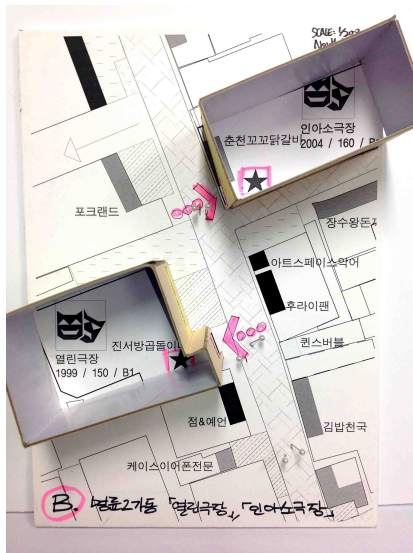 SCALE: 1/500
인아소극장
춘천꼬꼬닭갈비
2004 / 160 / B1
포크랜드
장수왕돈까
아트스페이스악어
후라이팬
퀸스버블
열린극장
진서방곱돌이
1999 / 150 / B1
점&예언
김밥천국
케이스이어폰전문
B. 명륜2가동 「열린극장」, 「인아소극장」